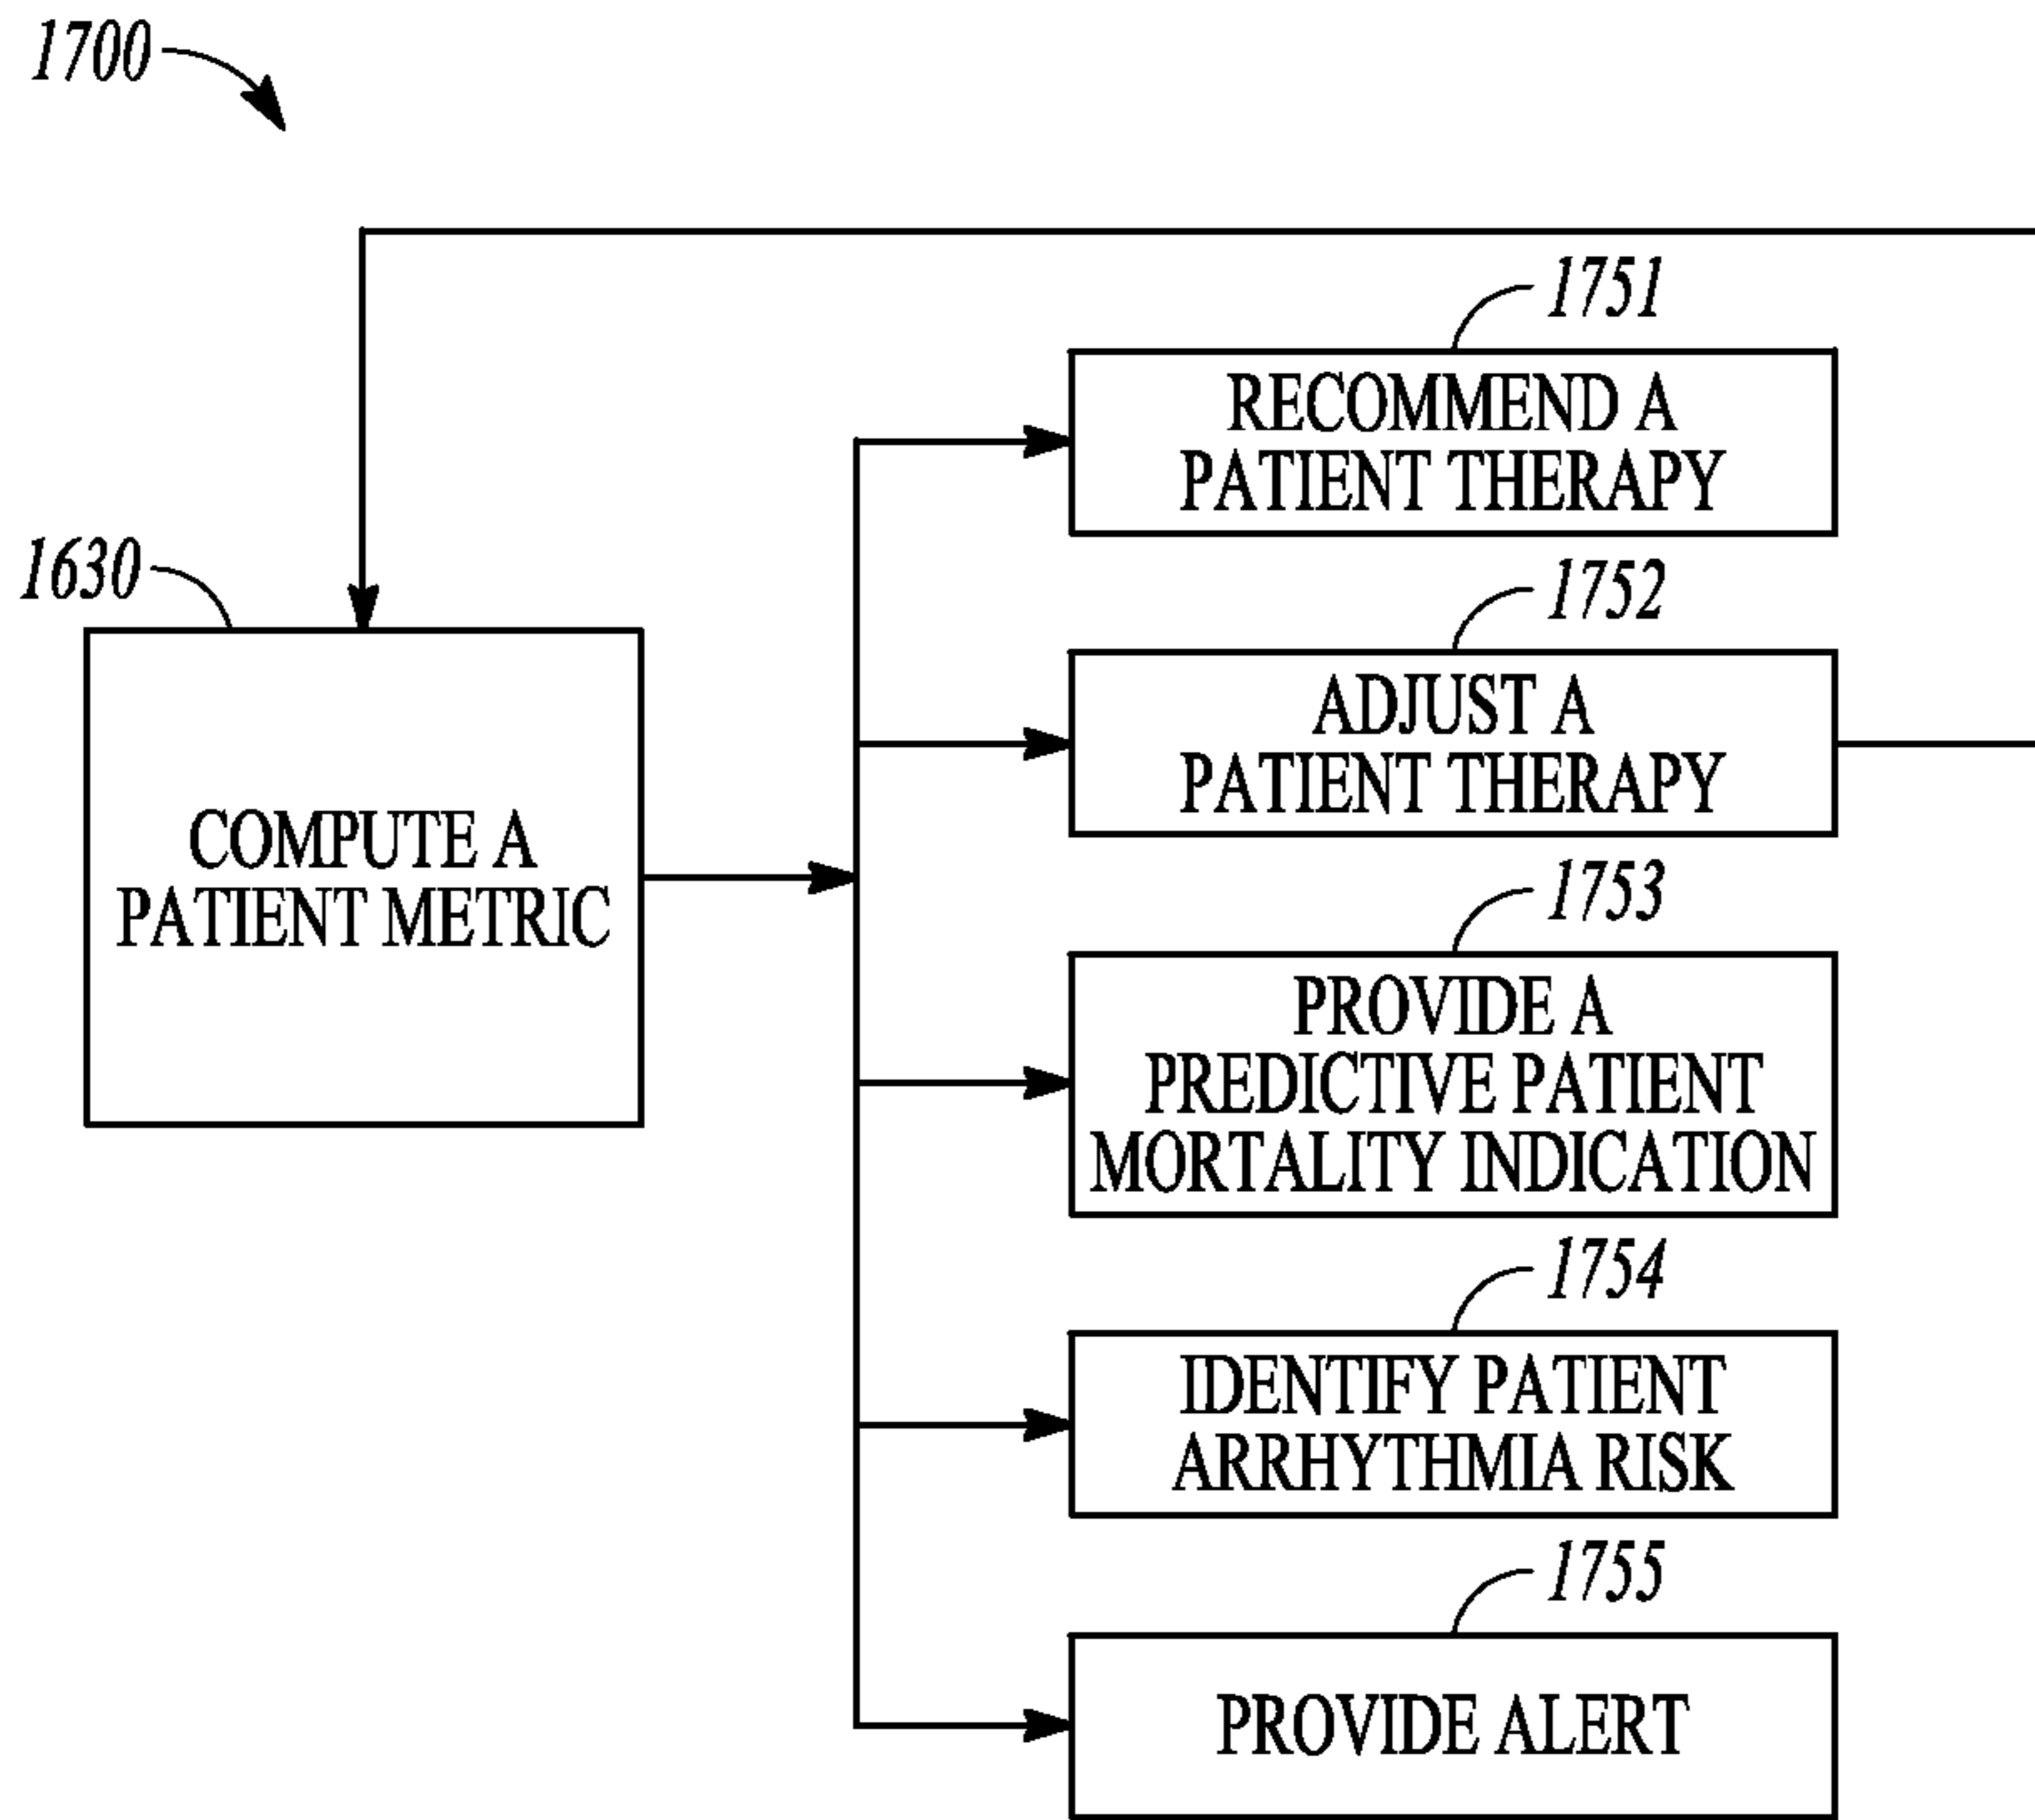 1700
1751
RECOMMEND A
PATIENT THERAPY
1630
1752
ADJUST A
PATIENT THERAPY
COMPUTE A
PATIENT METRIC
1753
PROVIDE A
PREDICTIVE PATIENT
MORTALITY INDICATION
1754
IDENTIFY PATIENT
ARRHYTHMIA RISK
1755
PROVIDE ALERT